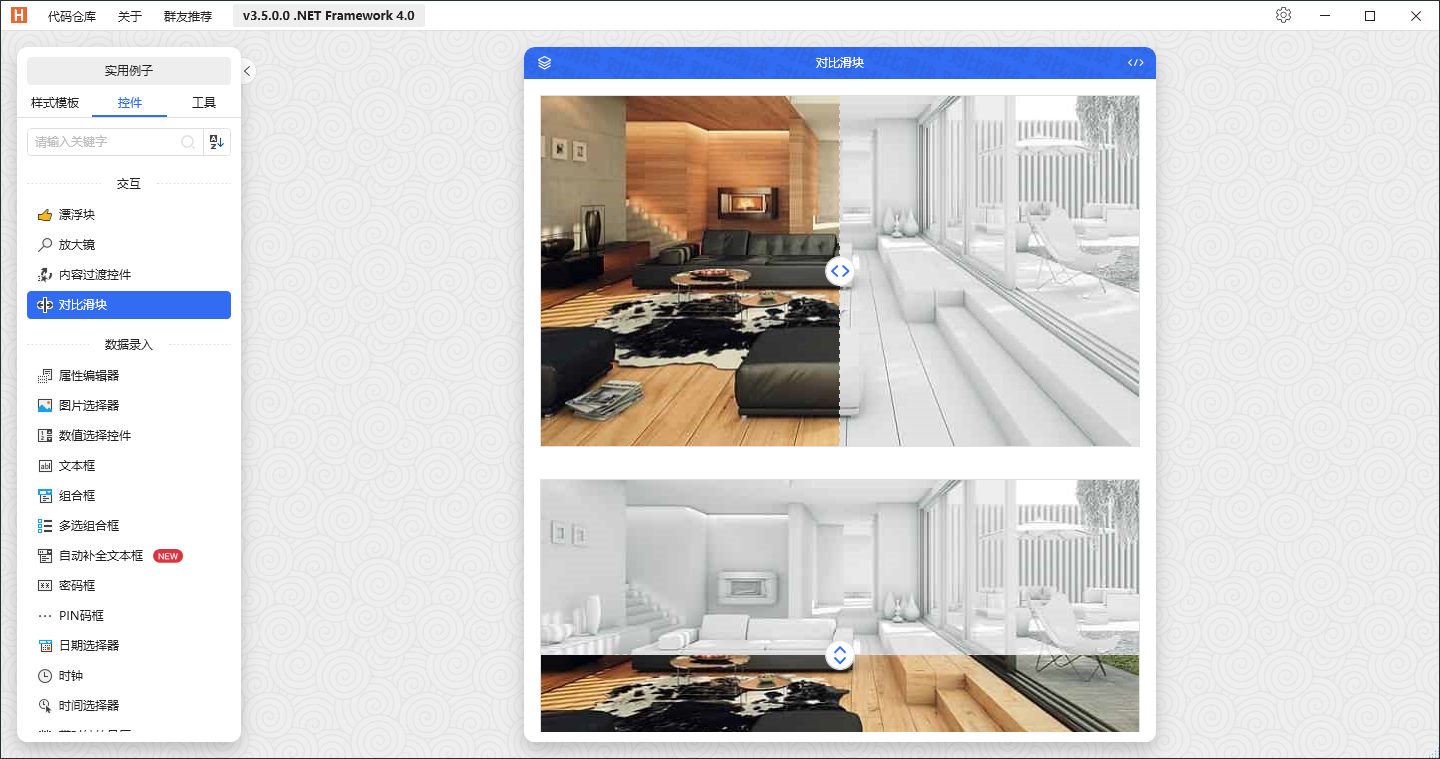 H 代码仓库 关于 群友推荐 v3.5.0.0 .NET Framework 4.0
实用例子
样式模板 控件 工具
请输入关键字
交互
漂浮块
放大镜
内容过渡控件
对比滑块
数据录入
属性编辑器
图片选择器
数值选择控件
文本框
组合框
多选组合框
自动补全文本框 NEW
密码框
PIN码框
日期选择器
时钟
时间选择器
对比滑块